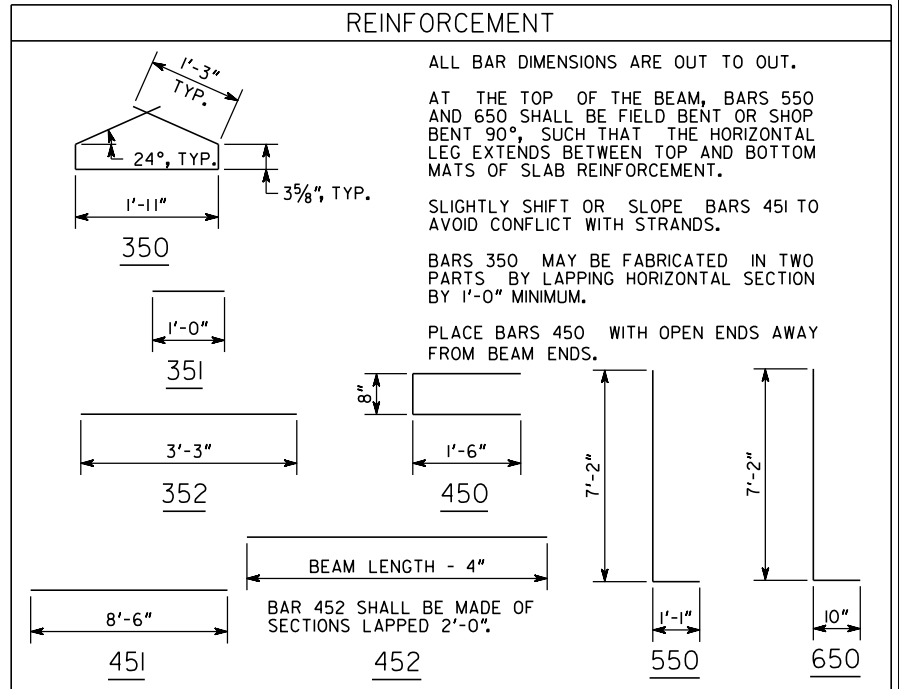 REINFORCEMENT
1'-3"
TYP.
24°, TYP.
3⅝", TYP.
1'-11"
350
ALL BAR DIMENSIONS ARE OUT TO OUT.
AT THE TOP OF THE BEAM, BARS 550
AND 650 SHALL BE FIELD BENT OR SHOP
BENT 90°, SUCH THAT THE HORIZONTAL
LEG EXTENDS BETWEEN TOP AND BOTTOM
MATS OF SLAB REINFORCEMENT.
SLIGHTLY SHIFT OR SLOPE BARS 451 TO
AVOID CONFLICT WITH STRANDS.
BARS 350 MAY BE FABRICATED IN TWO
PARTS BY LAPPING HORIZONTAL SECTION
BY 1'-0" MINIMUM.
PLACE BARS 450 WITH OPEN ENDS AWAY
FROM BEAM ENDS.
1'-0"
351
3'-3"
352
8"
1'-6"
450
7'-2"
1'-1"
550
7'-2"
10"
650
8'-6"
451
BEAM LENGTH - 4"
BAR 452 SHALL BE MADE OF
SECTIONS LAPPED 2'-0".
452